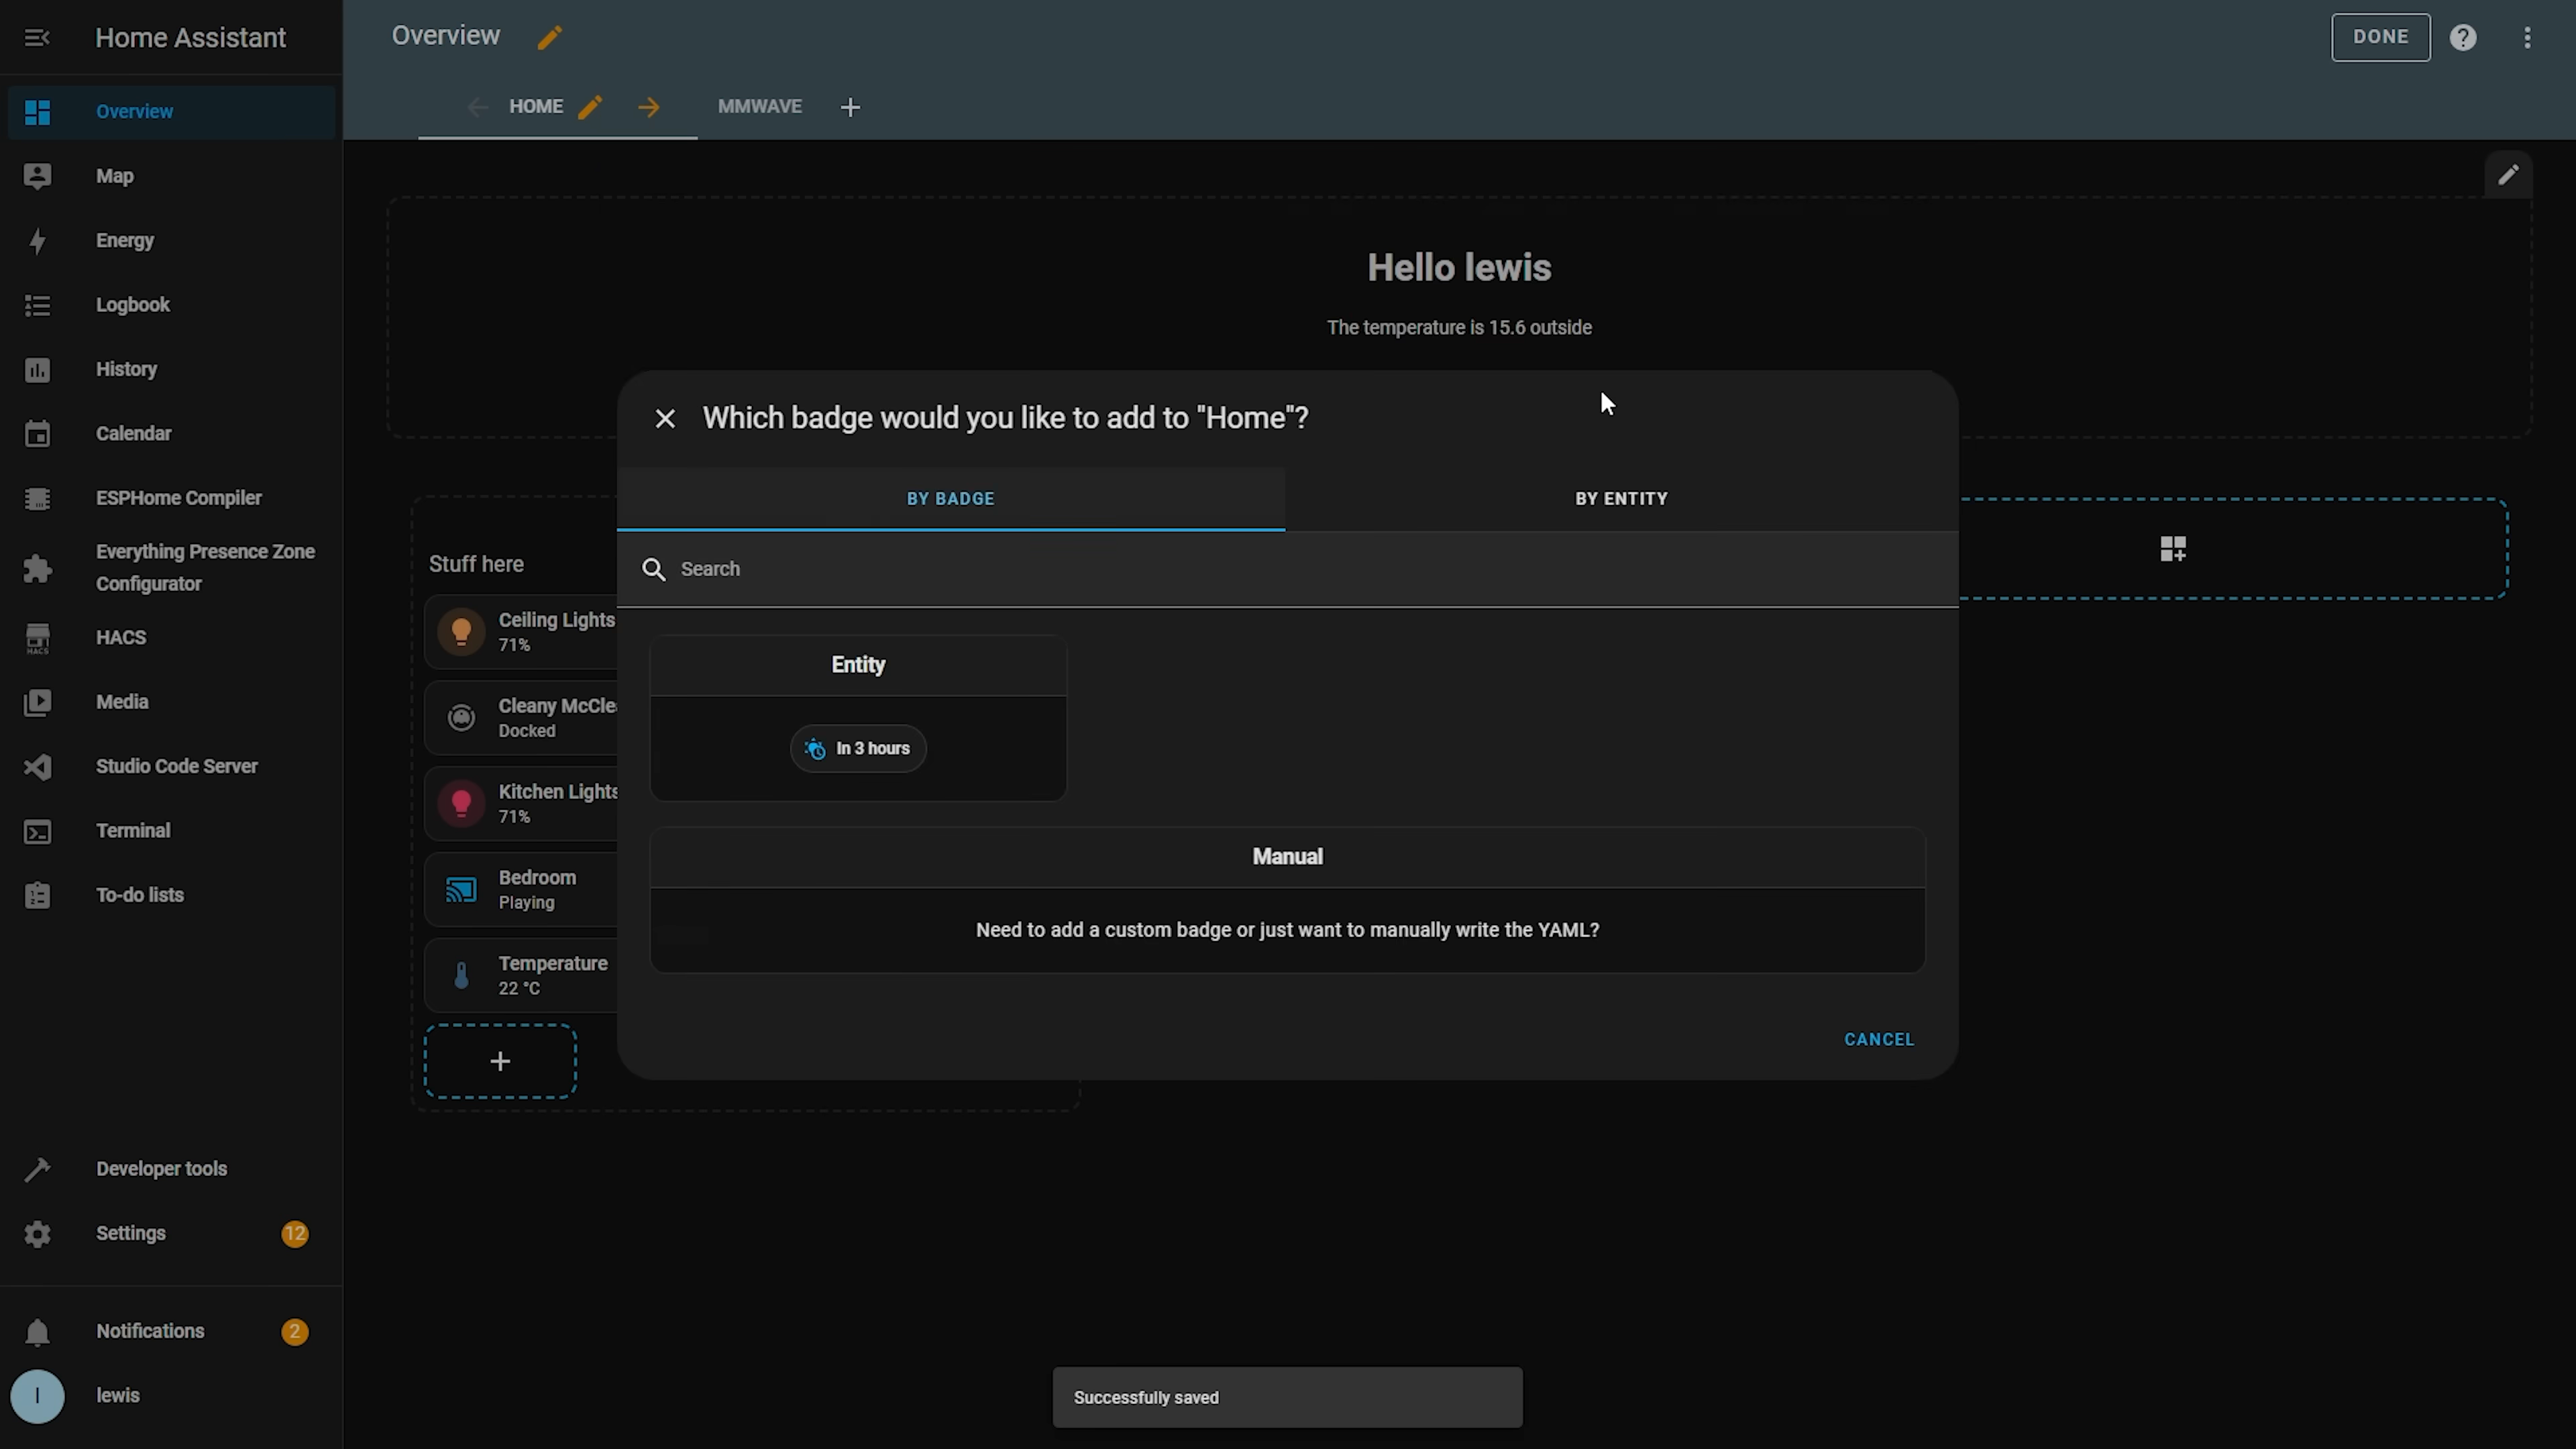 Home Assistant
Overview
DONE
HOME
MMWAVE
Overview
Map
Energy
Logbook
History
Calendar
ESPHome Compiler
Everything Presence Zone
Configurator
HACS
HACS
Media
Studio Code Server
Terminal
To-do lists
Developer tools
Settings
12
Notifications
2
l
lewis
Hello lewis
The temperature is 15.6 outside
Stuff here
Ceiling Lights
71%
Cleany McCle
Docked
Kitchen Lights
71%
Bedroom
Playing
Temperature
22 °C
Which badge would you like to add to "Home"?
BY BADGE
BY ENTITY
Search
Entity
In 3 hours
Manual
Need to add a custom badge or just want to manually write the YAML?
CANCEL
Successfully saved